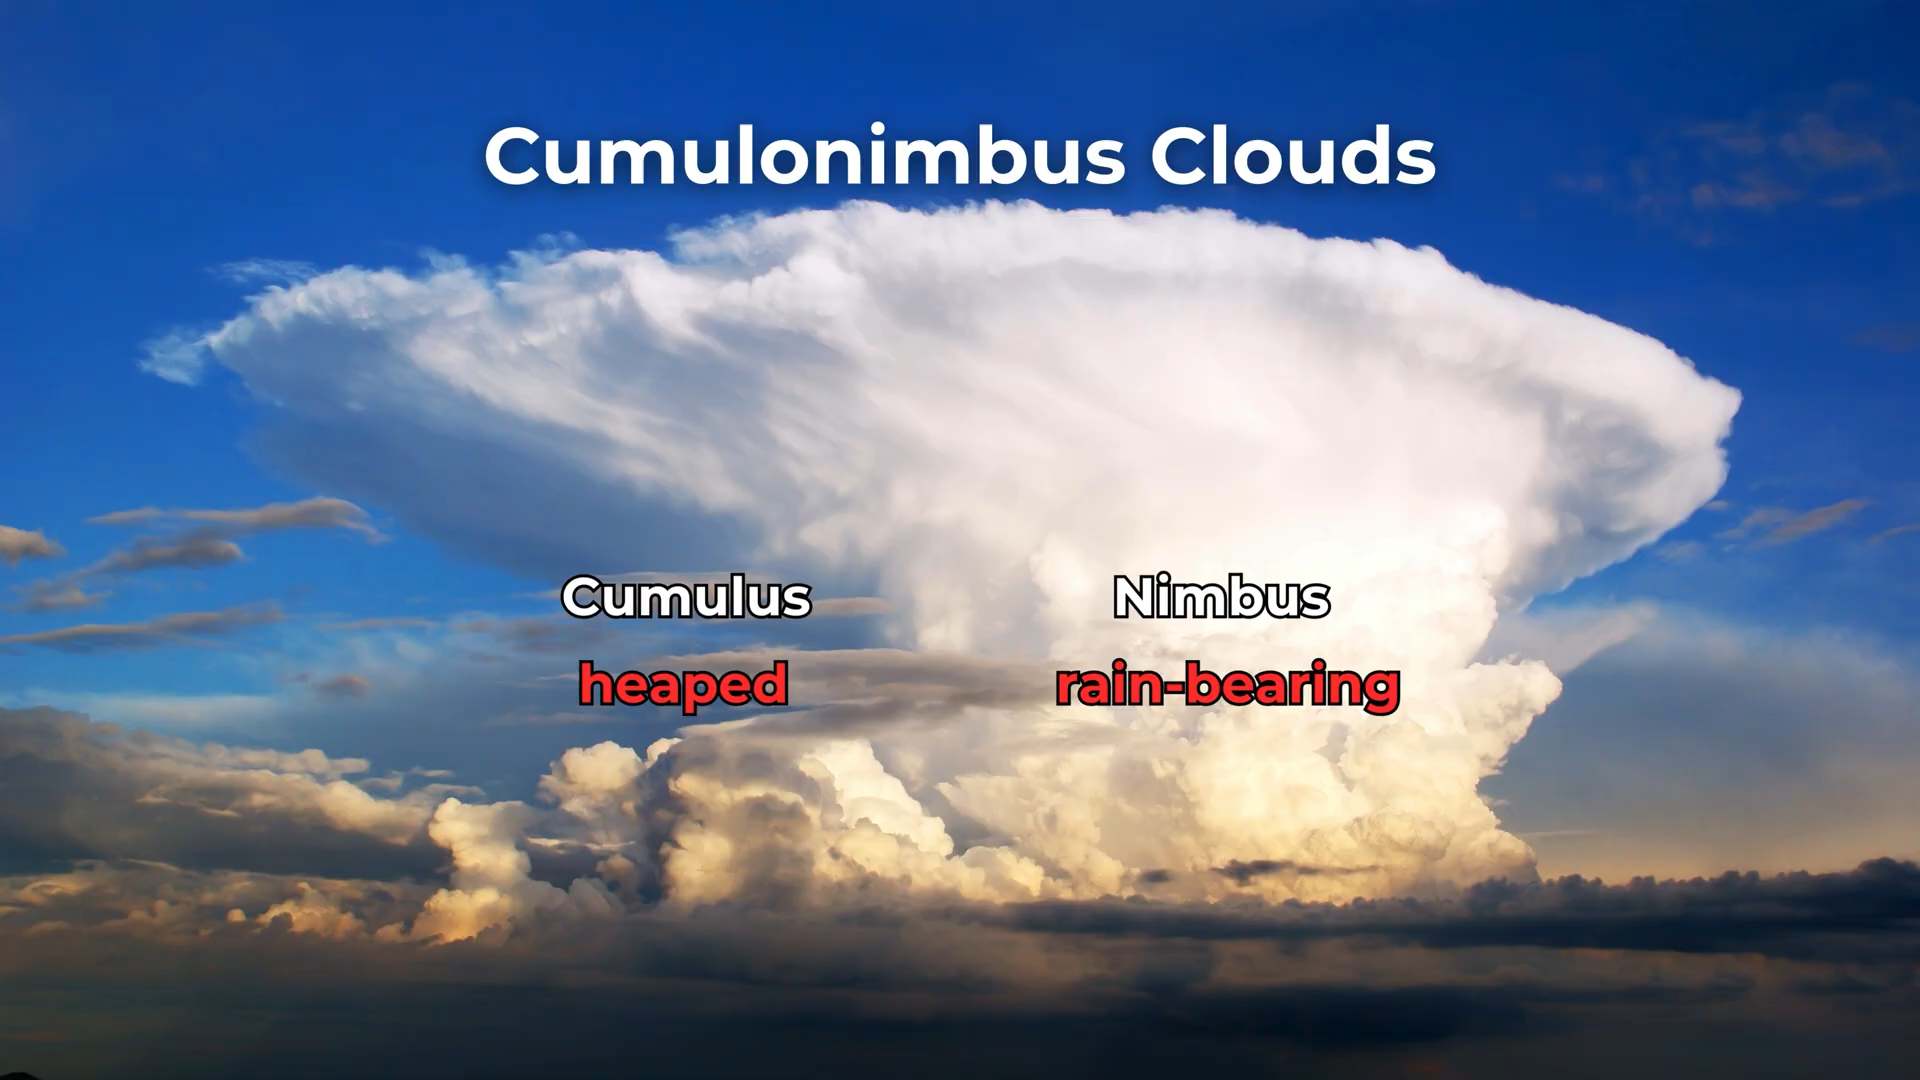 Cumulonimbus Clouds
Cumulus
Nimbus
heaped
rain-bearing